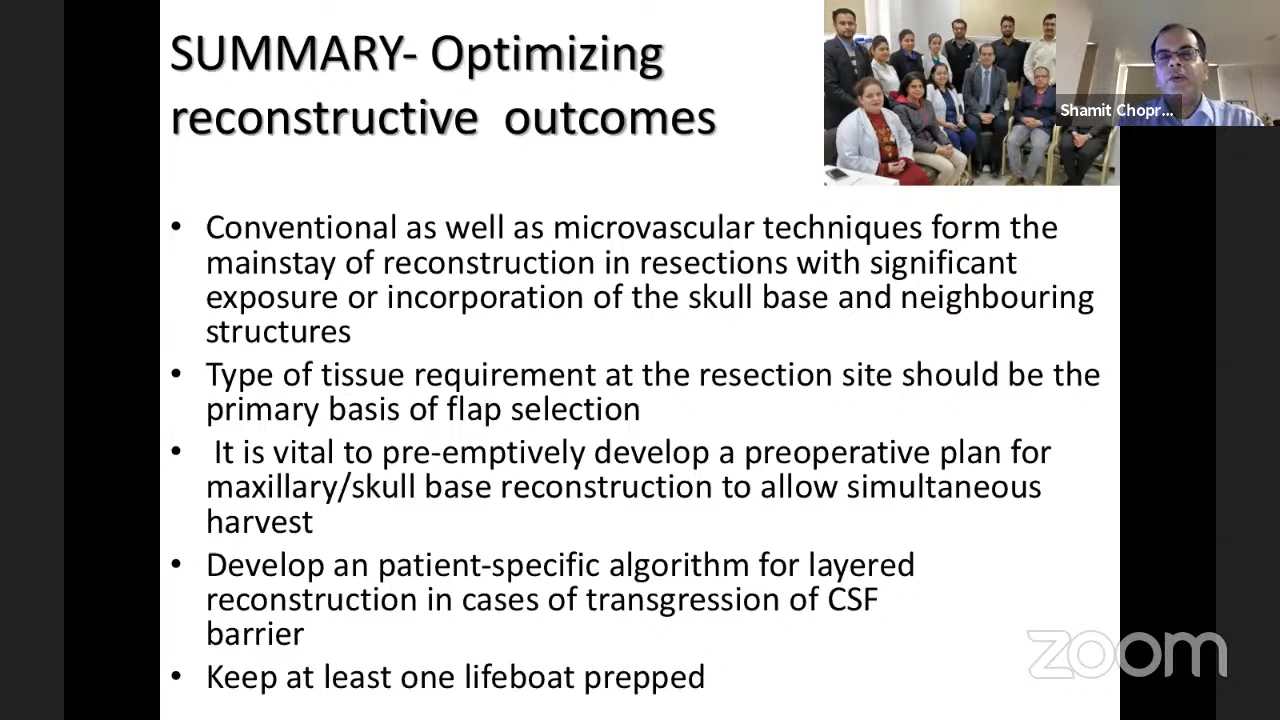 SUMMARY- Optimizing
reconstructive outcomes
Shamit Chopr...
• Conventional as well as microvascular techniques form the
mainstay of reconstruction in resections with significant
exposure or incorporation of the skull base and neighbouring
structures
• Type of tissue requirement at the resection site should be the
primary basis of flap selection
• It is vital to pre-emptively develop a preoperative plan for
maxillary/skull base reconstruction to allow simultaneous
harvest
• Develop an patient-specific algorithm for layered
reconstruction in cases of transgression of CSF
barrier
• Keep at least one lifeboat prepped
zoom